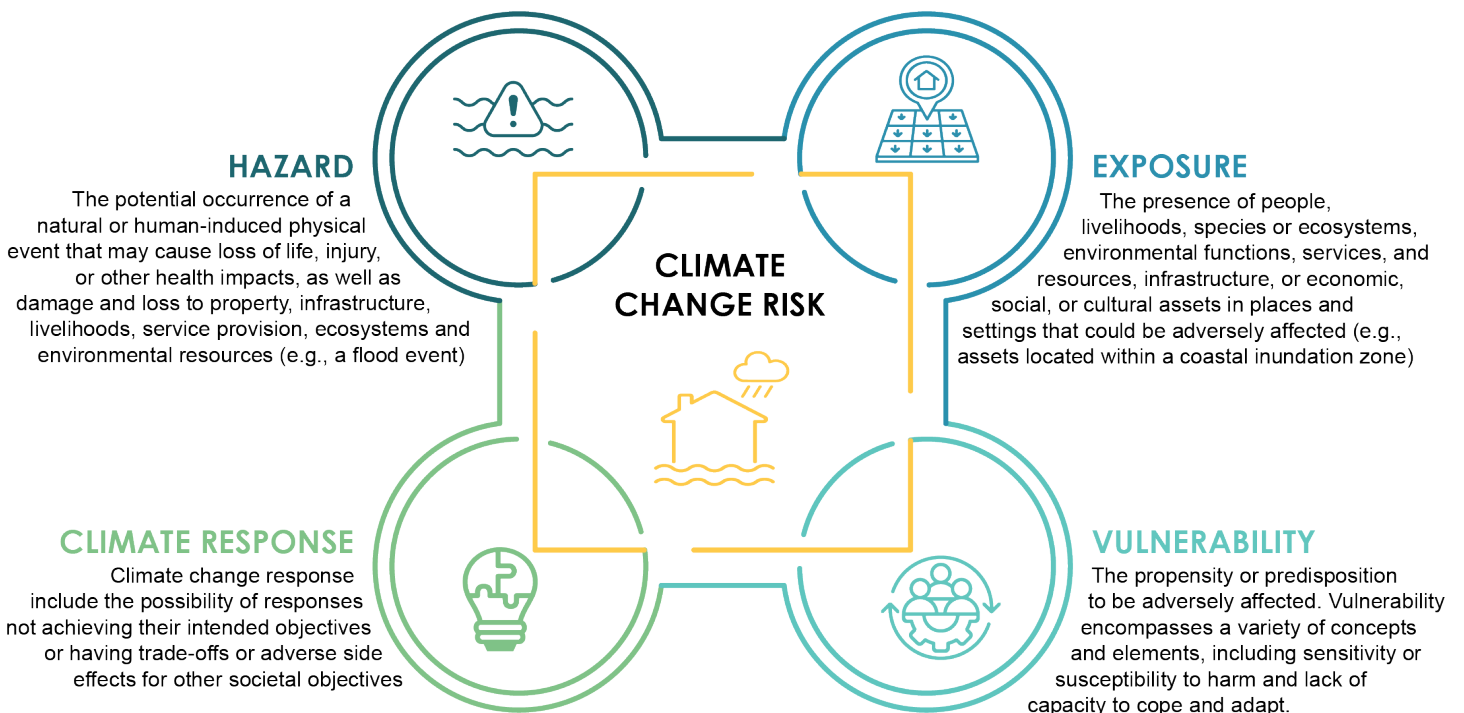 HAZARD
The potential occurrence of a
natural or human-induced physical
event that may cause loss of life, injury,
or other health impacts, as well as
damage and loss to property, infrastructure,
livelihoods, service provision, ecosystems and
environmental resources (e.g., a flood event)
EXPOSURE
The presence of people,
livelihoods, species or ecosystems,
environmental functions, services, and
resources, infrastructure, or economic,
social, or cultural assets in places and
settings that could be adversely affected (e.g.,
assets located within a coastal inundation zone)
CLIMATE
CHANGE RISK
CLIMATE RESPONSE
Climate change response
include the possibility of responses
not achieving their intended objectives
or having trade-offs or adverse side
effects for other societal objectives
VULNERABILITY
The propensity or predisposition
to be adversely affected. Vulnerability
encompasses a variety of concepts
and elements, including sensitivity or
susceptibility to harm and lack of
capacity to cope and adapt.